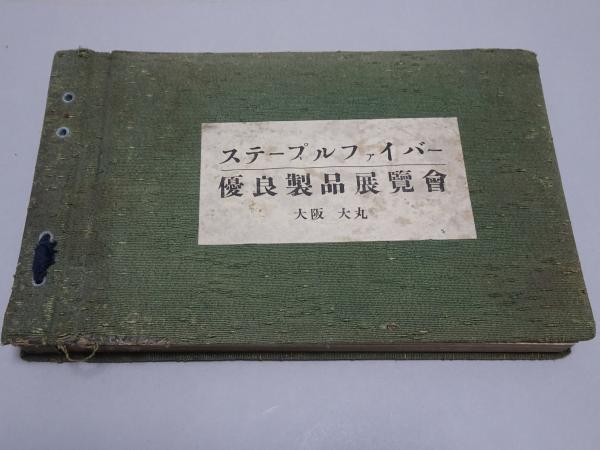 ステープルファイバー
優良製品展覽會
大阪 大丸